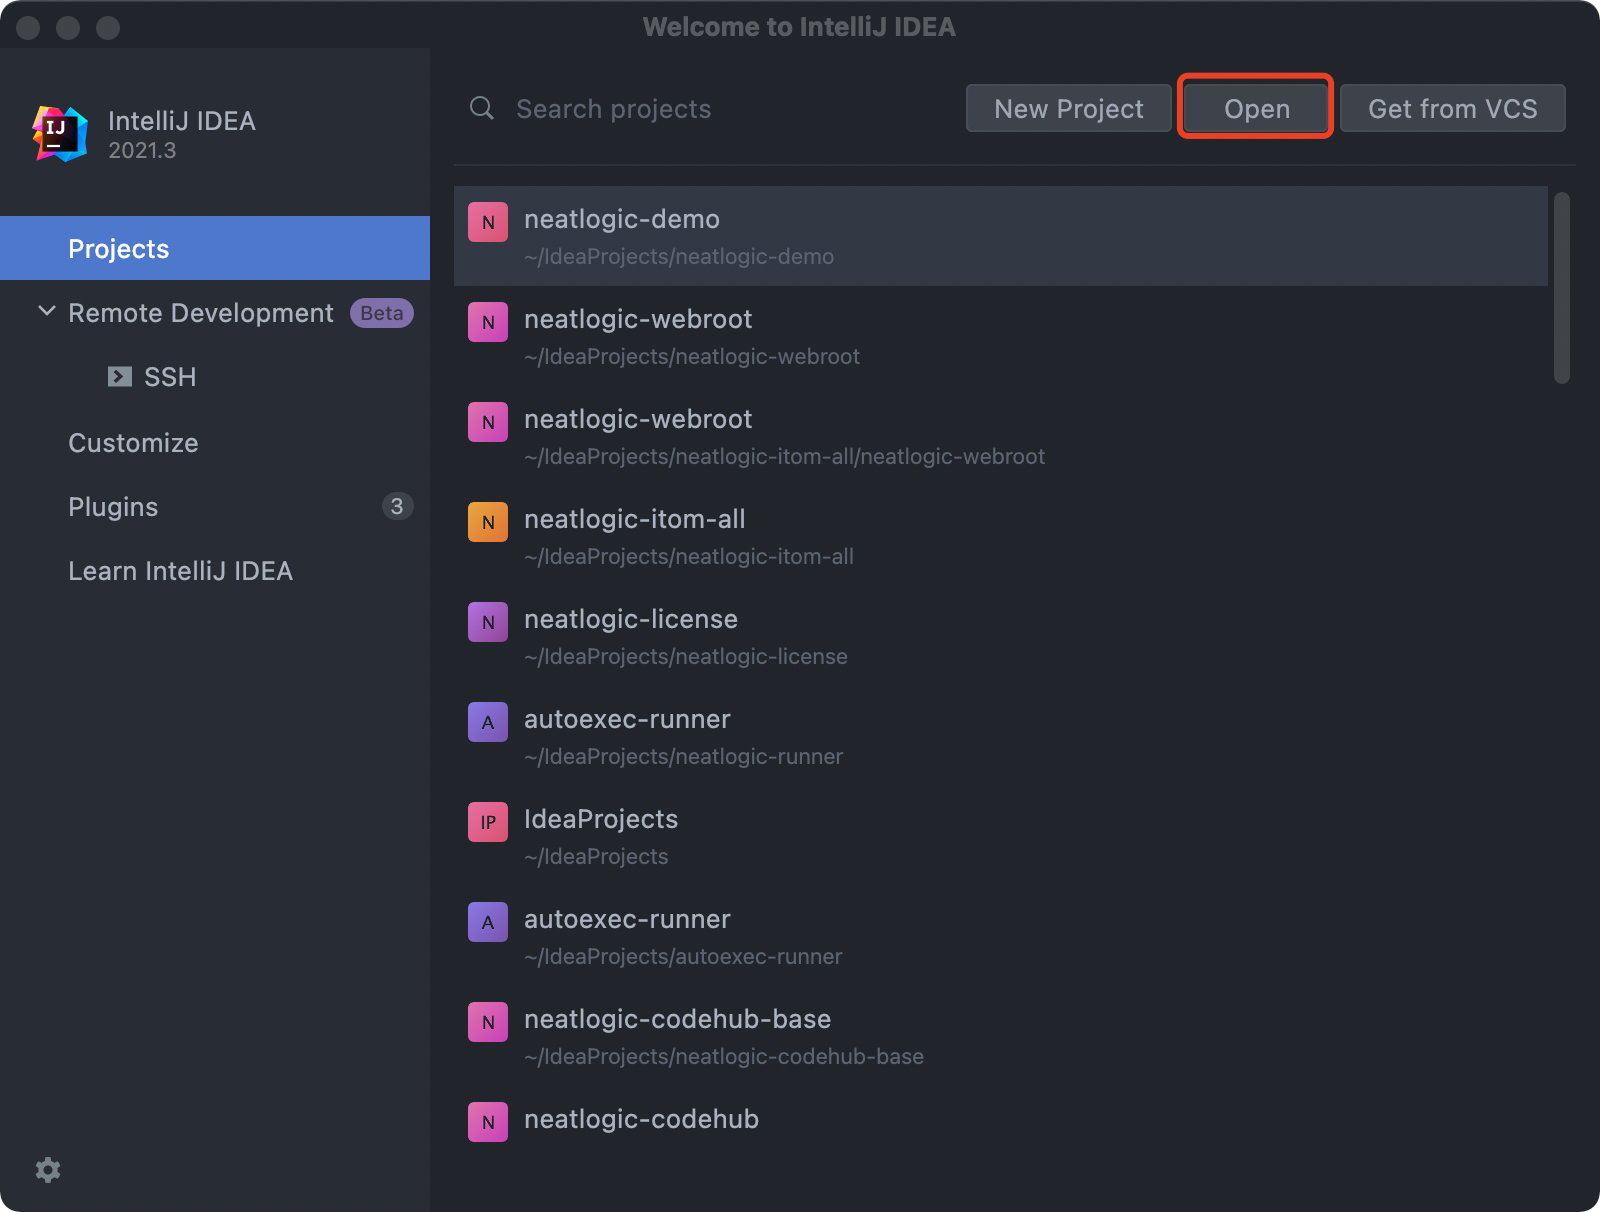 Welcome to IntelliJ IDEA
IJ
IntelliJ IDEA
2021.3
Projects
Remote Development Beta
SSH
Customize
Plugins 3
Learn IntelliJ IDEA
Search projects
New Project
Open
Get from VCS
N neatlogic-demo
~/IdeaProjects/neatlogic-demo
N neatlogic-webroot
~/IdeaProjects/neatlogic-webroot
N neatlogic-webroot
~/IdeaProjects/neatlogic-itom-all/neatlogic-webroot
N neatlogic-itom-all
~/IdeaProjects/neatlogic-itom-all
N neatlogic-license
~/IdeaProjects/neatlogic-license
A autoexec-runner
~/IdeaProjects/neatlogic-runner
IP IdeaProjects
~/IdeaProjects
A autoexec-runner
~/IdeaProjects/autoexec-runner
N neatlogic-codehub-base
~/IdeaProjects/neatlogic-codehub-base
N neatlogic-codehub